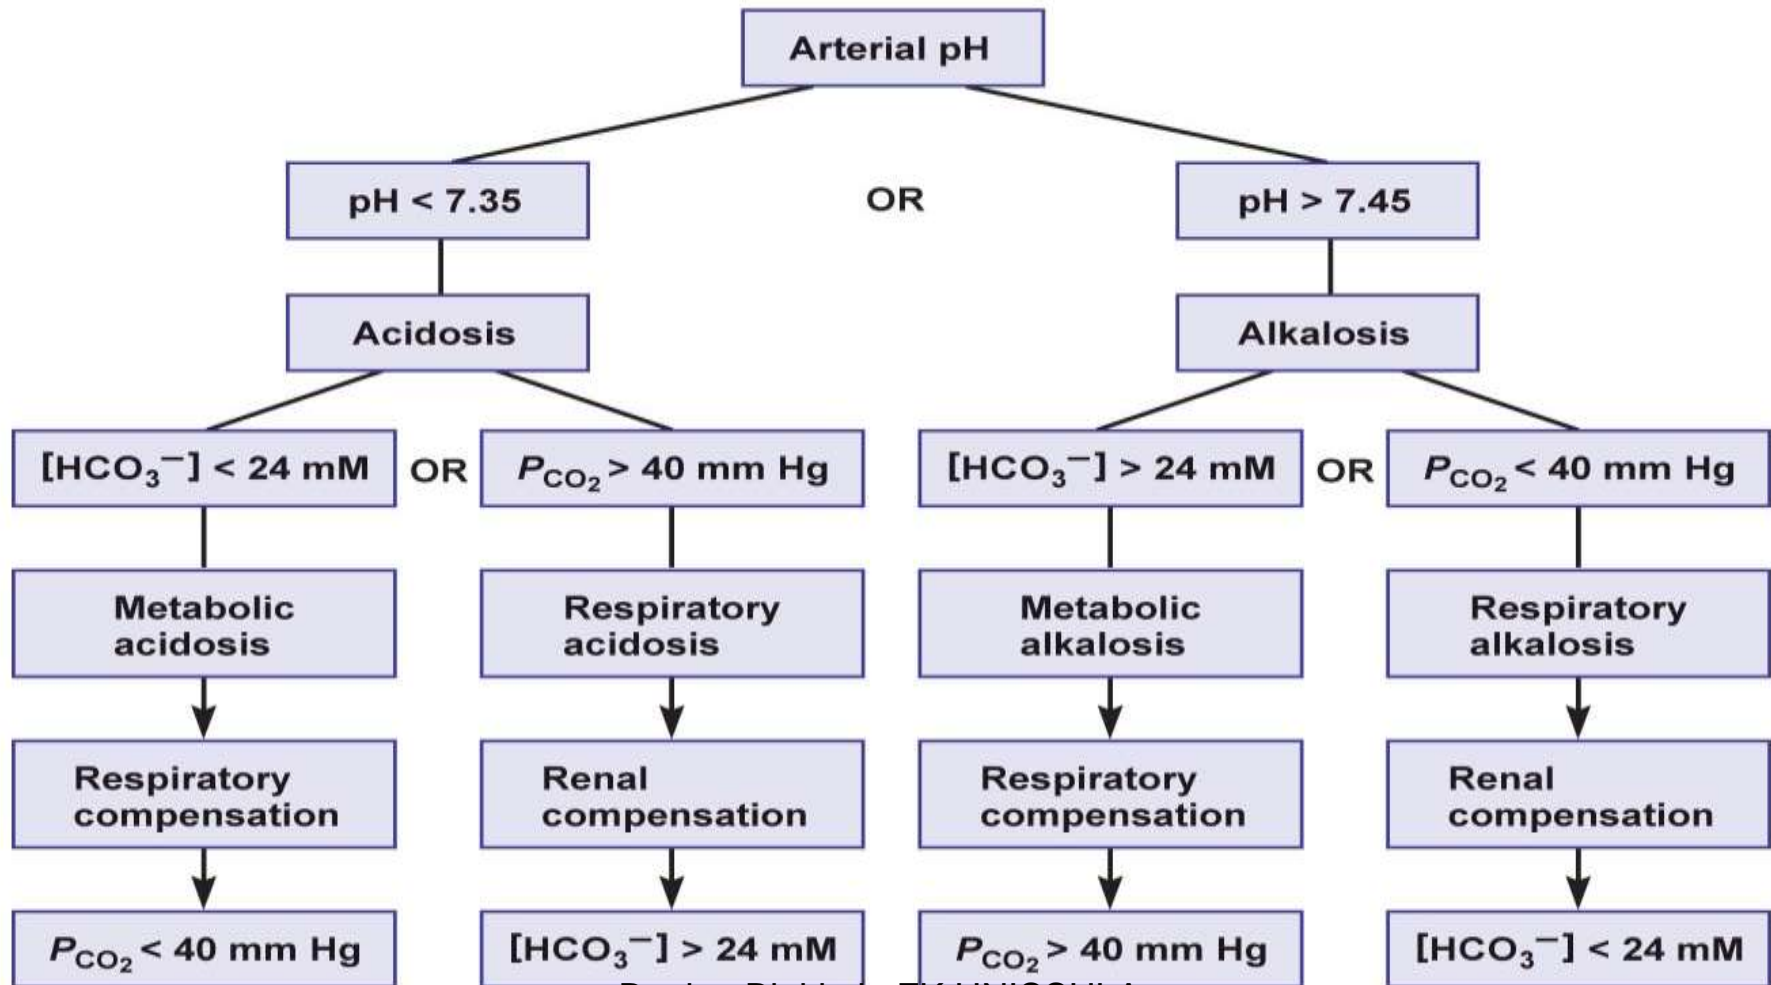 Arterial pH
pH < 7.35
OR
pH > 7.45
Acidosis
Alkalosis
[HCO₃⁻] < 24 mM
OR
PCO₂ > 40 mm Hg
[HCO₃⁻] > 24 mM
OR
PCO₂ < 40 mm Hg
Metabolic
acidosis
Respiratory
acidosis
Metabolic
alkalosis
Respiratory
alkalosis
Respiratory
compensation
Renal
compensation
Respiratory
compensation
Renal
compensation
PCO₂ < 40 mm Hg
[HCO₃⁻] > 24 mM
PCO₂ > 40 mm Hg
[HCO₃⁻] < 24 mM